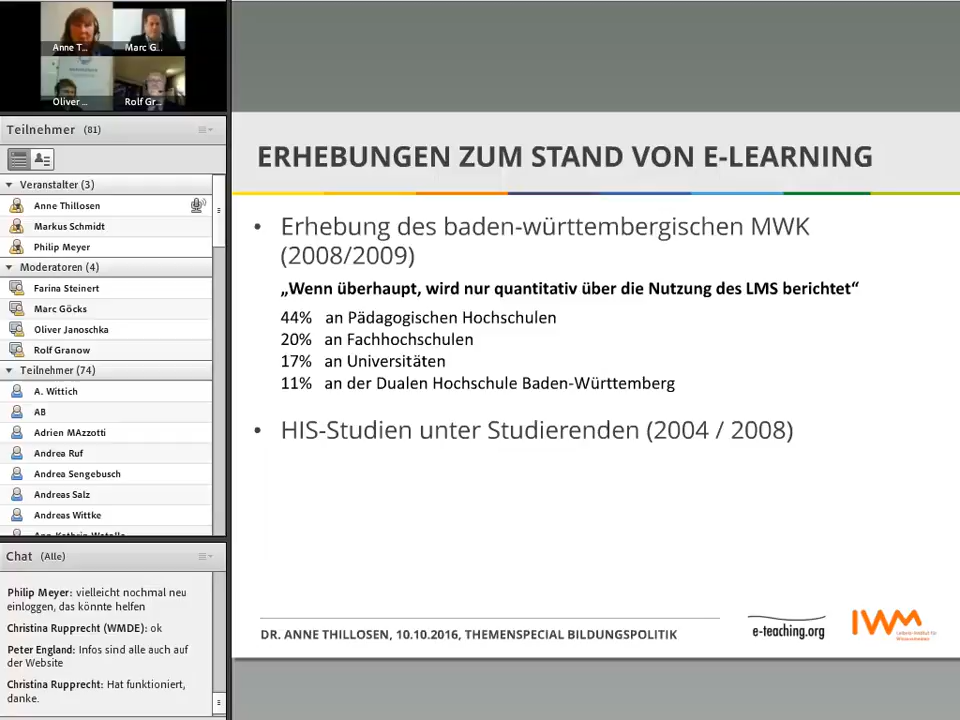 Anne T...
Marc G...
Oliver ...
Rolf Gr...
Teilnehmer (81)
Veranstalter (3)
Anne Thillosen
Markus Schmidt
Philip Meyer
Moderatoren (4)
Farina Steinert
Marc Göcks
Oliver Janoschka
Rolf Granow
Teilnehmer (74)
A. Wittich
AB
Adrien MAzzotti
Andrea Ruf
Andrea Sengebusch
Andreas Salz
Andreas Wittke
Chat (Alle)
Philip Meyer: vielleicht nochmal neu
einloggen, das könnte helfen
Christina Rupprecht (WMDE): ok
Peter England: Infos sind alle auch auf
der Website
Christina Rupprecht: Hat funktioniert,
danke.
ERHEBUNGEN ZUM STAND VON E-LEARNING
• Erhebung des baden-württembergischen MWK
(2008/2009)
„Wenn überhaupt, wird nur quantitativ über die Nutzung des LMS berichtet“
44% an Pädagogischen Hochschulen
20% an Fachhochschulen
17% an Universitäten
11% an der Dualen Hochschule Baden-Württemberg
• HIS-Studien unter Studierenden (2004 / 2008)
DR. ANNE THILLOSEN, 10.10.2016, THEMENSPECIAL BILDUNGSPOLITIK
e-teaching.org
IWM